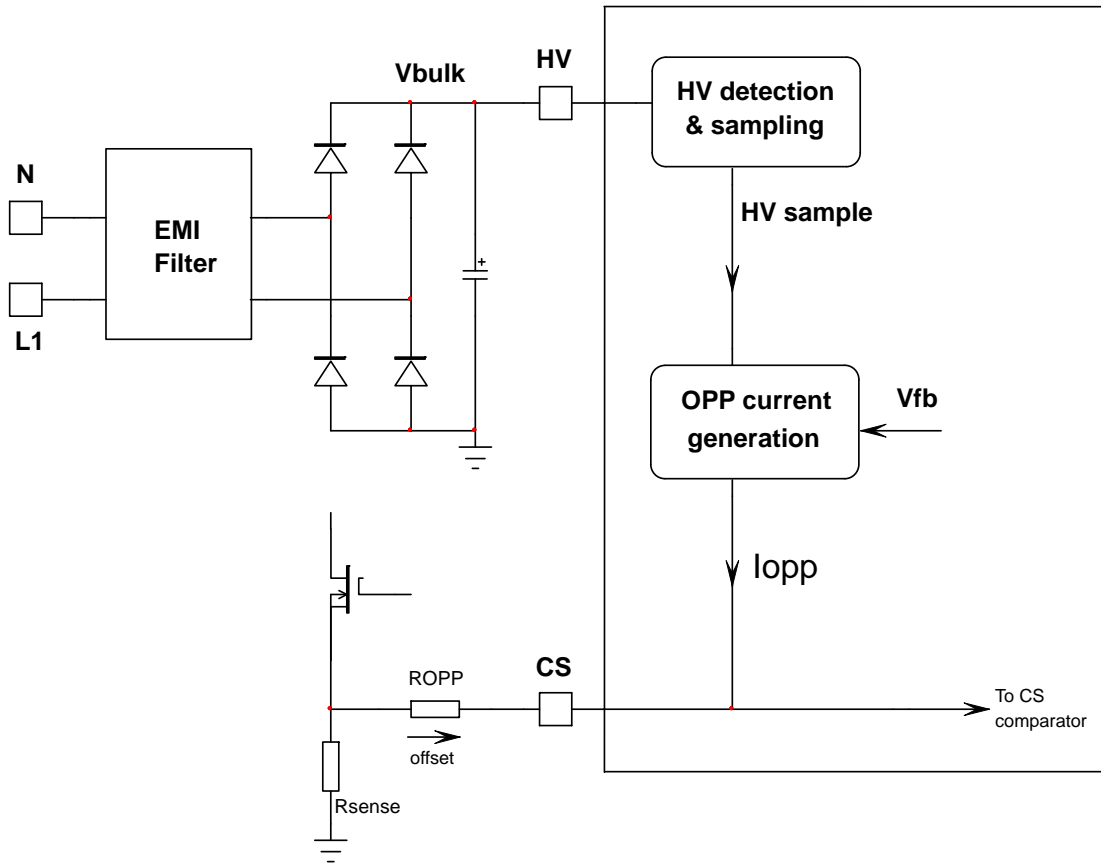 HV
Vbulk
HV detection
& sampling
N
HV sample
EMI
Filter
+
L1
OPP current
generation
Vfb
Iopp
CS
ROPP
To CS
comparator
offset
Rsense